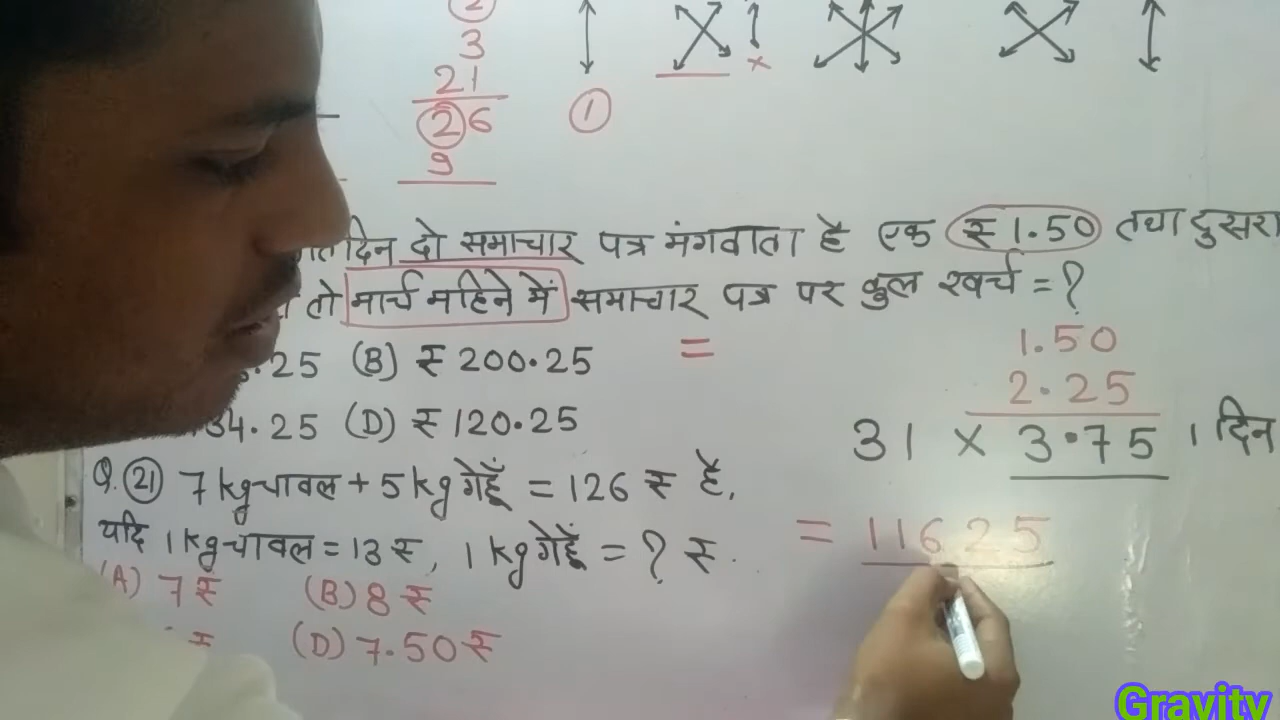 2
3
21
26
9
1
x
दिन दो समाचार पत्र मंगवाता है एक ₹1.50 तथा दुसरा
तो मार्च महिने में समाचार पत्र पर कुल खर्च = ?
.25 (B) ₹ 200.25
=
34.25 (D) ₹ 120.25
1.50
2.25
31 × 3.75 1 दिन
= 11625
Q. 21 7 kg चावल + 5 kg गेहूँ = 126 ₹ है,
यदि 1 kg चावल = 13 ₹, 1 kg गेहूँ = ? ₹.
(A) 7 ₹ (B) 8 ₹
₹ (D) 7.50 ₹
Gravity